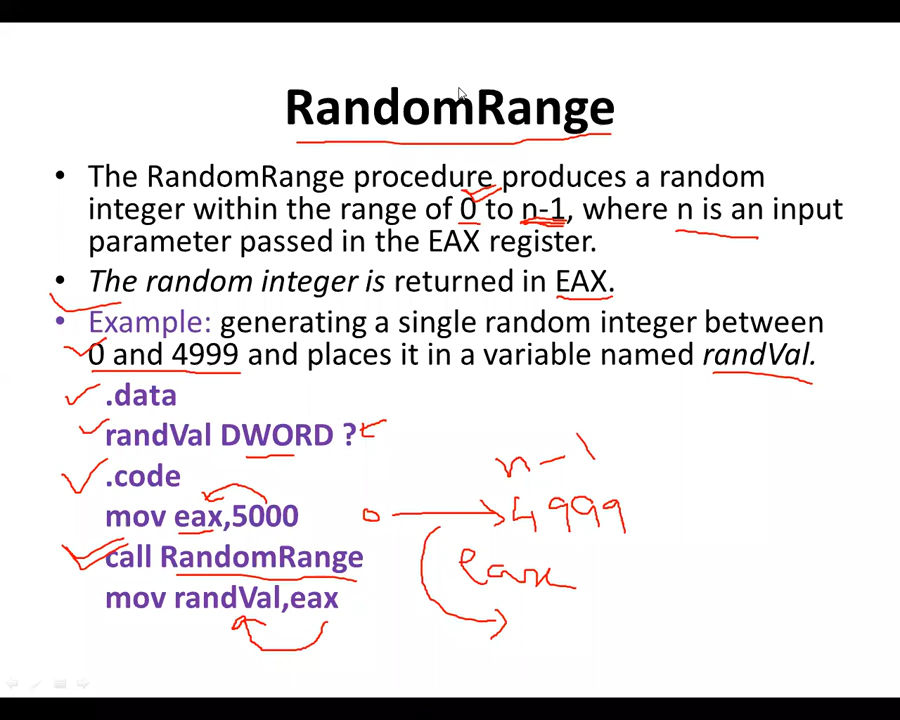 RandomRange
• The RandomRange procedure produces a random
integer within the range of 0 to n-1, where n is an input
parameter passed in the EAX register.
• The random integer is returned in EAX.
• Example: generating a single random integer between
0 and 4999 and places it in a variable named randVal.
.data
randVal DWORD ?
.code
n-1
mov eax,5000
0 4999
call RandomRange
eax
mov randVal,eax